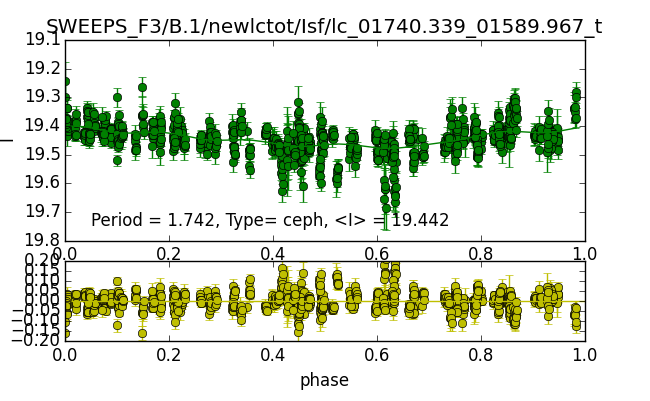 SWEEPS_F3/B.1/newlctot/Isf/lc_01740.339_01589.967_t
19.1
19.2
19.3
19.4
19.5
19.6
19.7
19.8
I
Period = 1.742, Type= ceph, <I> = 19.442
0.0 0.2 0.4 0.6 0.8 1.0
0.20
0.15
0.10
0.05
0.00
−0.05
−0.10
−0.15
−0.20
0.0 0.2 0.4 0.6 0.8 1.0
phase